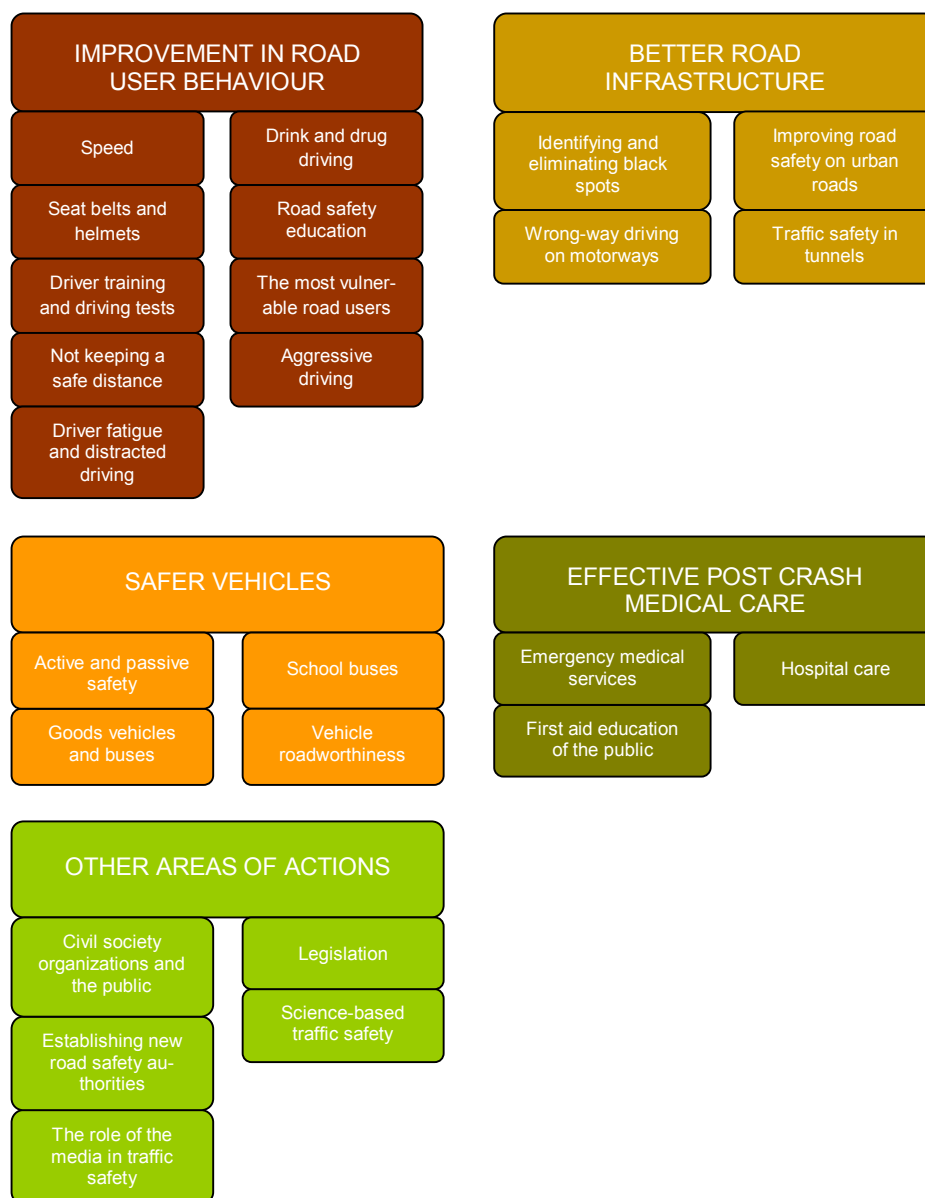 IMPROVEMENT IN ROAD
USER BEHAVIOUR
Speed
Drink and drug
driving
Seat belts and
helmets
Road safety
education
Driver training
and driving tests
The most vulner-
able road users
Not keeping a
safe distance
Aggressive
driving
Driver fatigue
and distracted
driving
BETTER ROAD
INFRASTRUCTURE
Identifying and
eliminating black
spots
Improving road
safety on urban
roads
Wrong-way driving
on motorways
Traffic safety in
tunnels
SAFER VEHICLES
Active and passive
safety
School buses
Goods vehicles
and buses
Vehicle
roadworthiness
EFFECTIVE POST CRASH
MEDICAL CARE
Emergency medical
services
Hospital care
First aid education
of the public
OTHER AREAS OF ACTIONS
Civil society
organizations and
the public
Legislation
Establishing new
road safety au-
thorities
Science-based
traffic safety
The role of the
media in traffic
safety